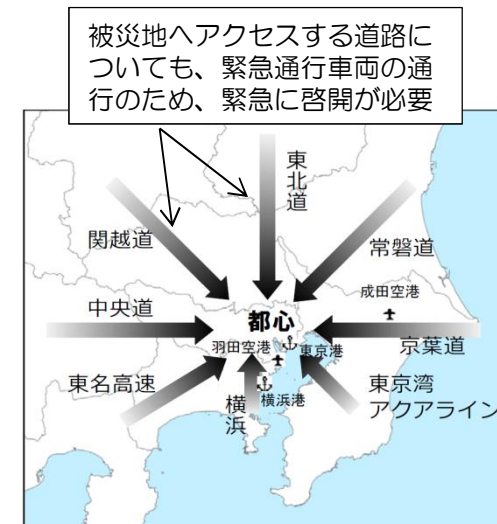 被災地へアクセスする道路に
ついても、緊急通行車両の通
行のため、緊急に啓開が必要
東北道
関越道
常磐道
成田空港
中央道
都心
羽田空港
東京港
京葉道
東名高速
横浜
横浜港
東京湾
アクアライン